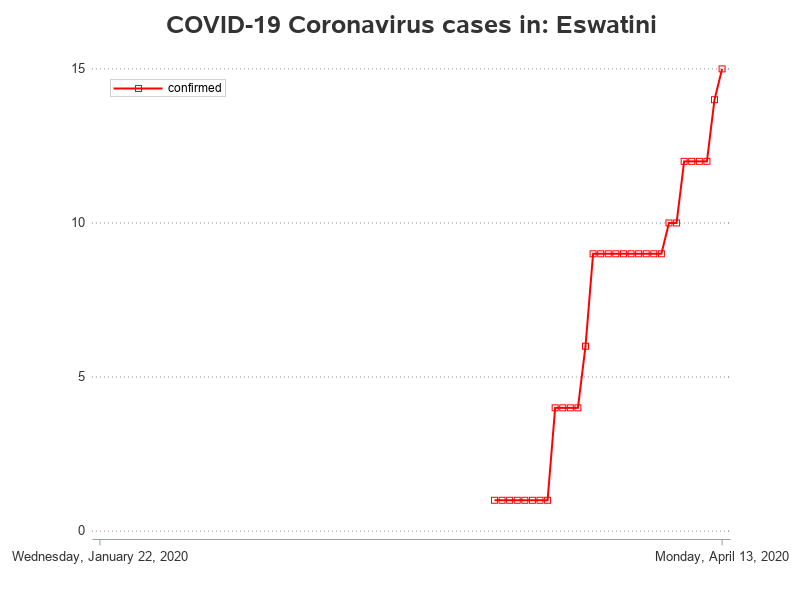 COVID-19 Coronavirus cases in: Eswatini
15
confirmed
10
5
0
Wednesday, January 22, 2020 Monday, April 13, 2020